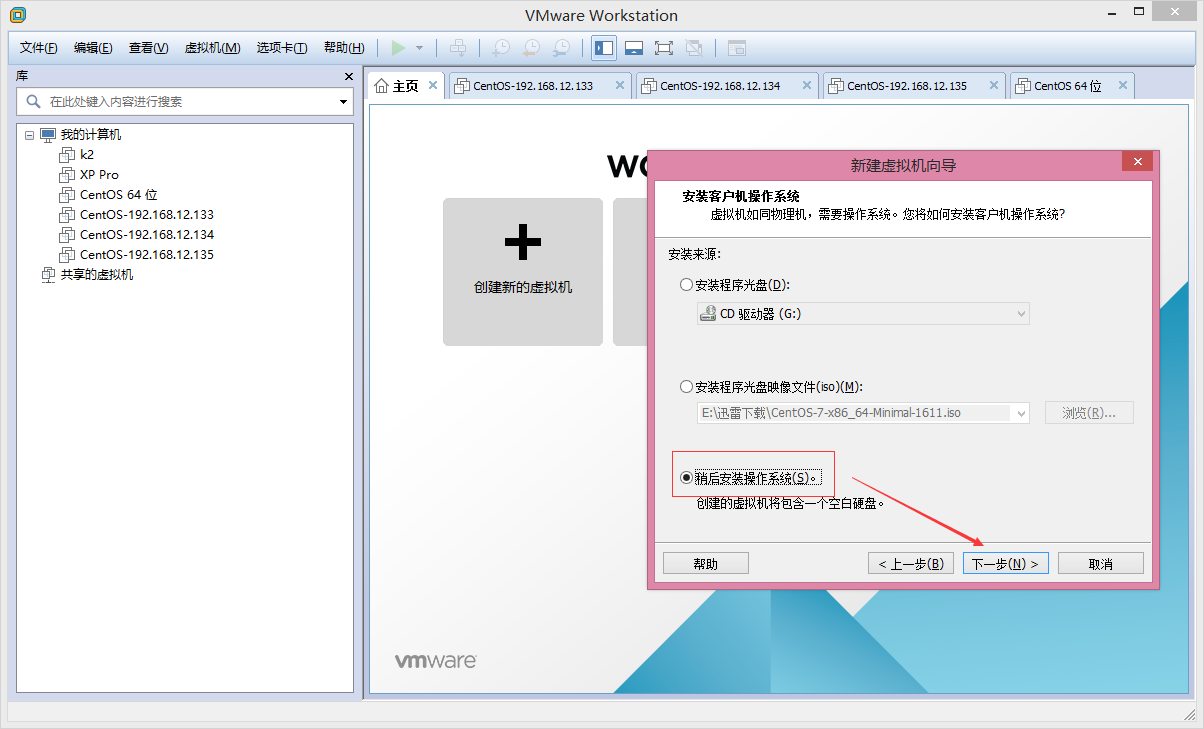 VMware Workstation
文件(F) 编辑(E) 查看(V) 虚拟机(M) 选项卡(T) 帮助(H)
库
在此处键入内容进行搜索
我的计算机
k2
XP Pro
CentOS 64 位
CentOS-192.168.12.133
CentOS-192.168.12.134
CentOS-192.168.12.135
共享的虚拟机
主页 CentOS-192.168.12.133 CentOS-192.168.12.134 CentOS-192.168.12.135 CentOS 64 位
创建新的虚拟机
vmware
新建虚拟机向导
安装客户机操作系统
虚拟机如同物理机，需要操作系统。您将如何安装客户机操作系统?
安装来源:
安装程序光盘(D):
CD 驱动器 (G:)
安装程序光盘映像文件(iso)(M):
E:\迅雷下载\CentOS-7-x86_64-Minimal-1611.iso 浏览(R)...
稍后安装操作系统(S)。
创建的虚拟机将包含一个空白硬盘。
帮助 < 上一步(B) 下一步(N) > 取消